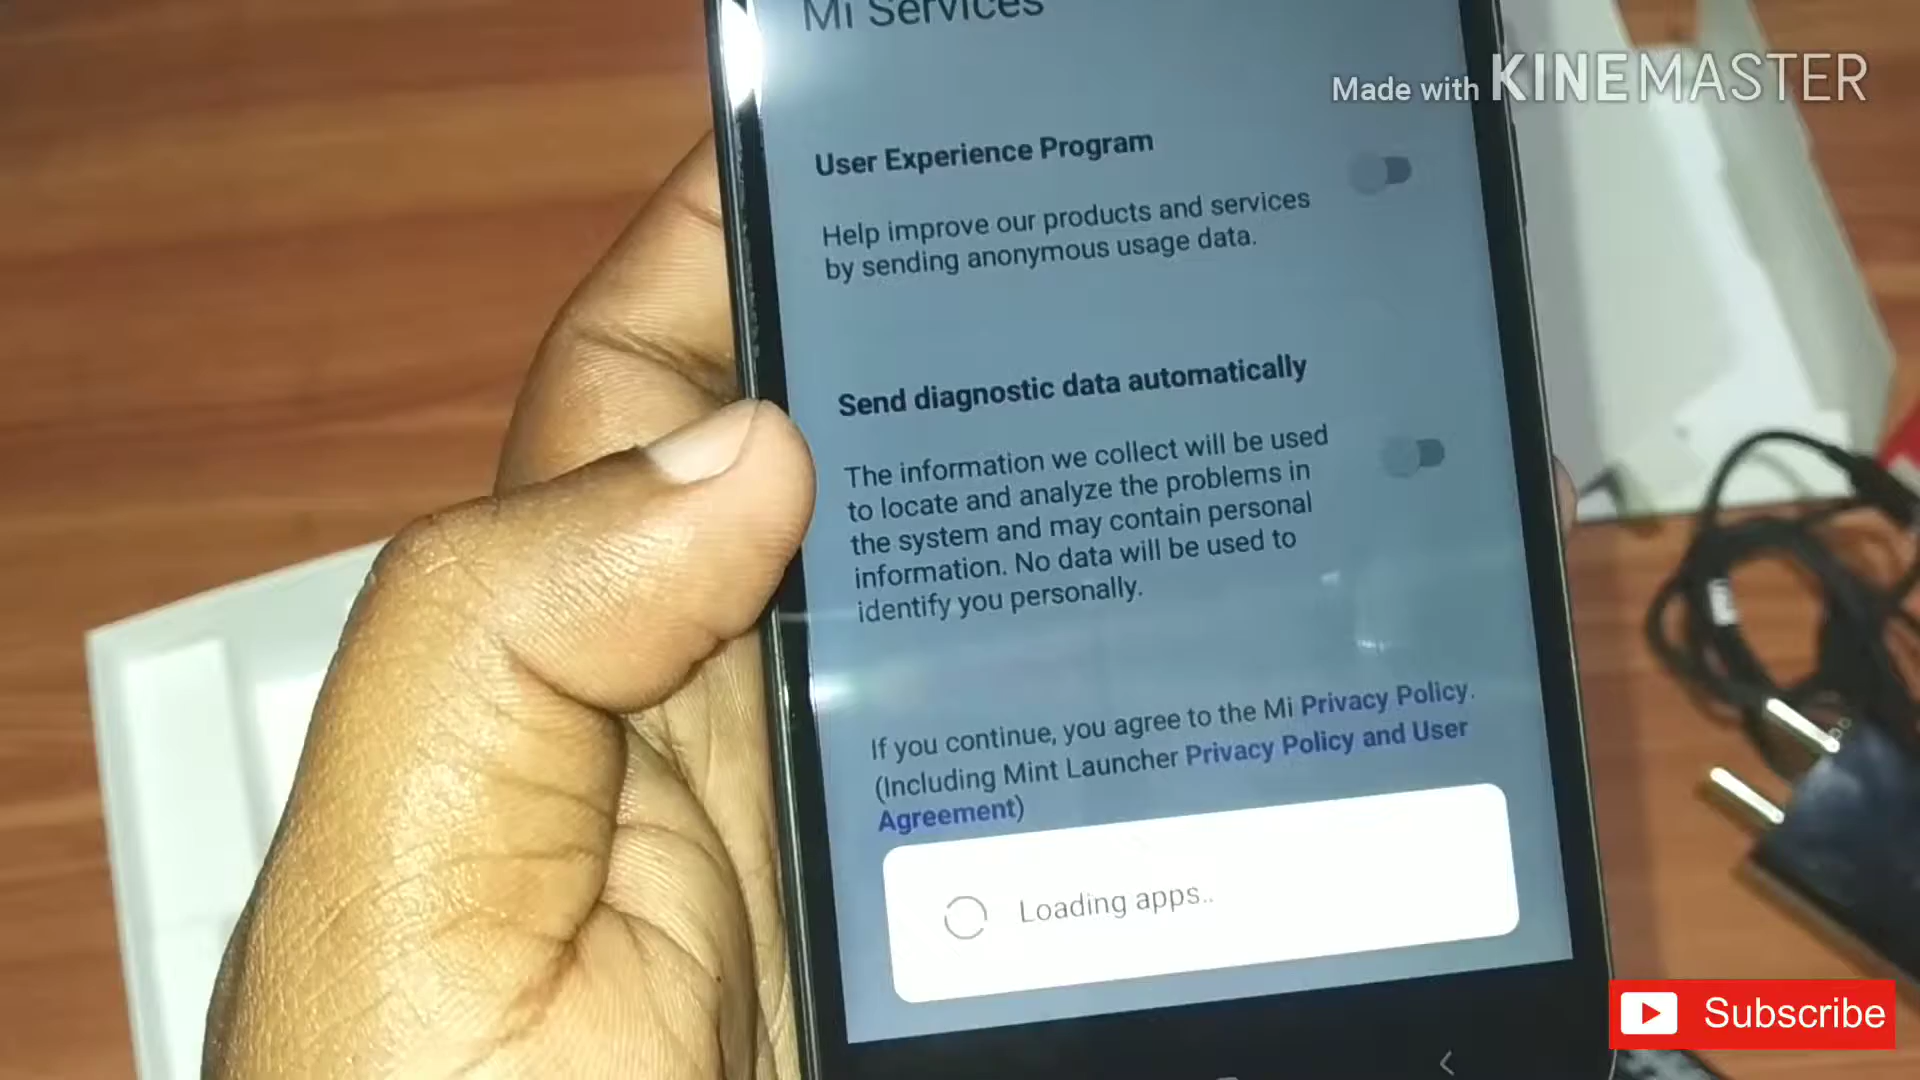 Mi Services
Made with KINEMASTER
User Experience Program
Help improve our products and services
by sending anonymous usage data.
Send diagnostic data automatically
The information we collect will be used
to locate and analyze the problems in
the system and may contain personal
information. No data will be used to
identify you personally.
If you continue, you agree to the Mi Privacy Policy.
(Including Mint Launcher Privacy Policy and User
Agreement)
Loading apps..
Subscribe